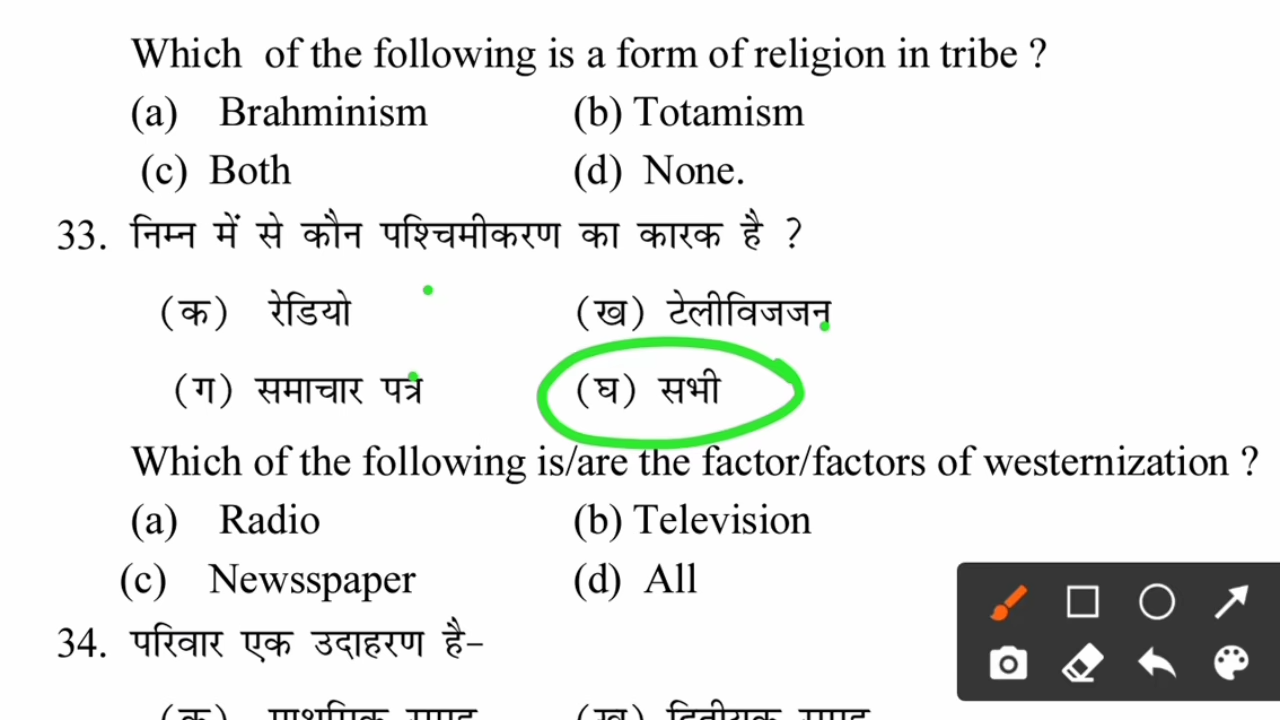 Which of the following is a form of religion in tribe ?
(a) Brahminism (b) Totamism
(c) Both (d) None.
33. निम्न में से कौन पश्चिमीकरण का कारक है ?
(क) रेडियो (ख) टेलीविजजन
(ग) समाचार पत्र (घ) सभी
Which of the following is/are the factor/factors of westernization ?
(a) Radio (b) Television
(c) Newsspaper (d) All
34. परिवार एक उदाहरण है-